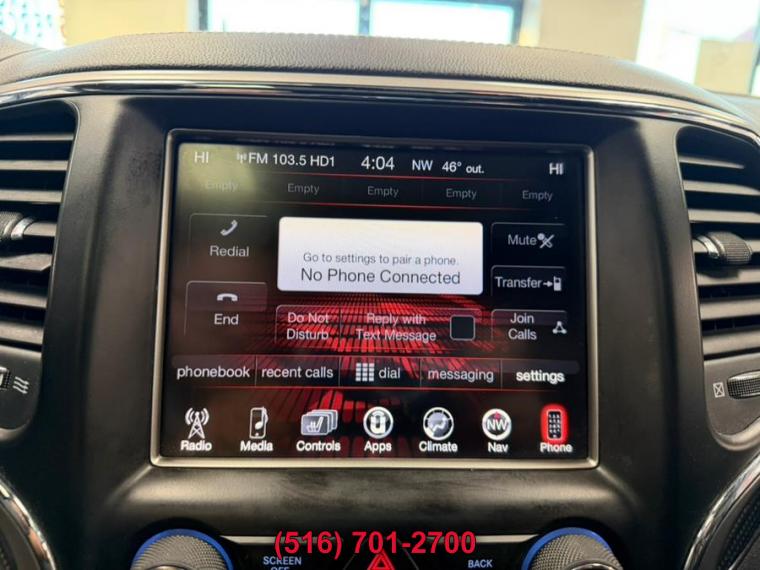 HI FM 103.5 HD1 4:04 NW 46° out. HI
Empty Empty Empty Empty Empty
Redial
Go to settings to pair a phone.
No Phone Connected
Mute
Transfer
End
Do Not
Disturb
Reply with
Text Message
Join
Calls
phonebook recent calls dial messaging settings
NW
Radio Media Controls Apps Climate Nav Phone
(516) 701-2700
SCREEN
OFF
BACK